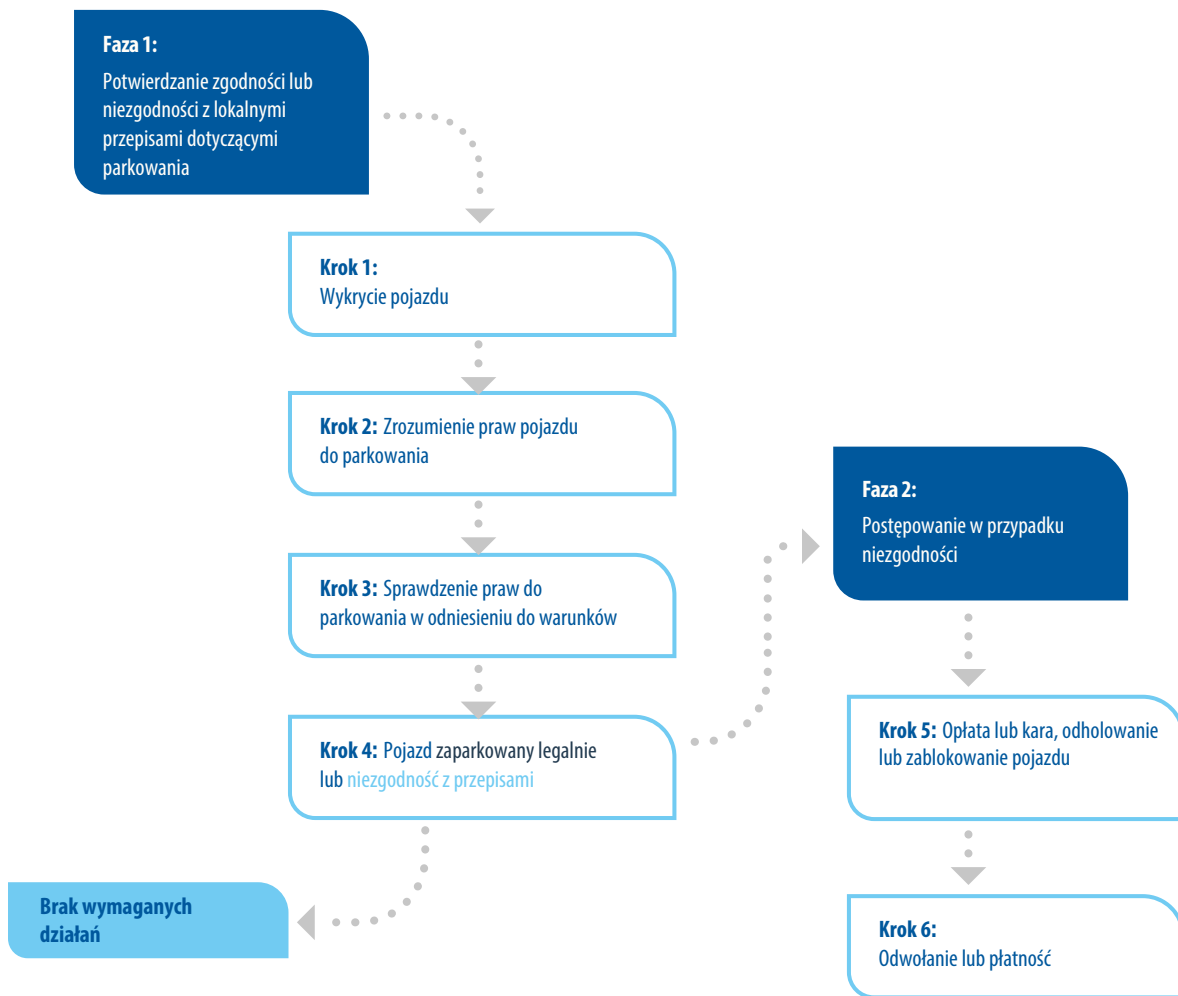 Faza 1:
Potwierdzanie zgodności lub
niezgodności z lokalnymi
przepisami dotyczącymi
parkowania
Krok 1:
Wykrycie pojazdu
Krok 2: Zrozumienie praw pojazdu
do parkowania
Krok 3: Sprawdzenie praw do
parkowania w odniesieniu do warunków
Krok 4: Pojazd zaparkowany legalnie
lub niezgodność z przepisami
Brak wymaganych
działań
Faza 2:
Postępowanie w przypadku
niezgodności
Krok 5: Opłata lub kara, odholowanie
lub zablokowanie pojazdu
Krok 6:
Odwołanie lub płatność